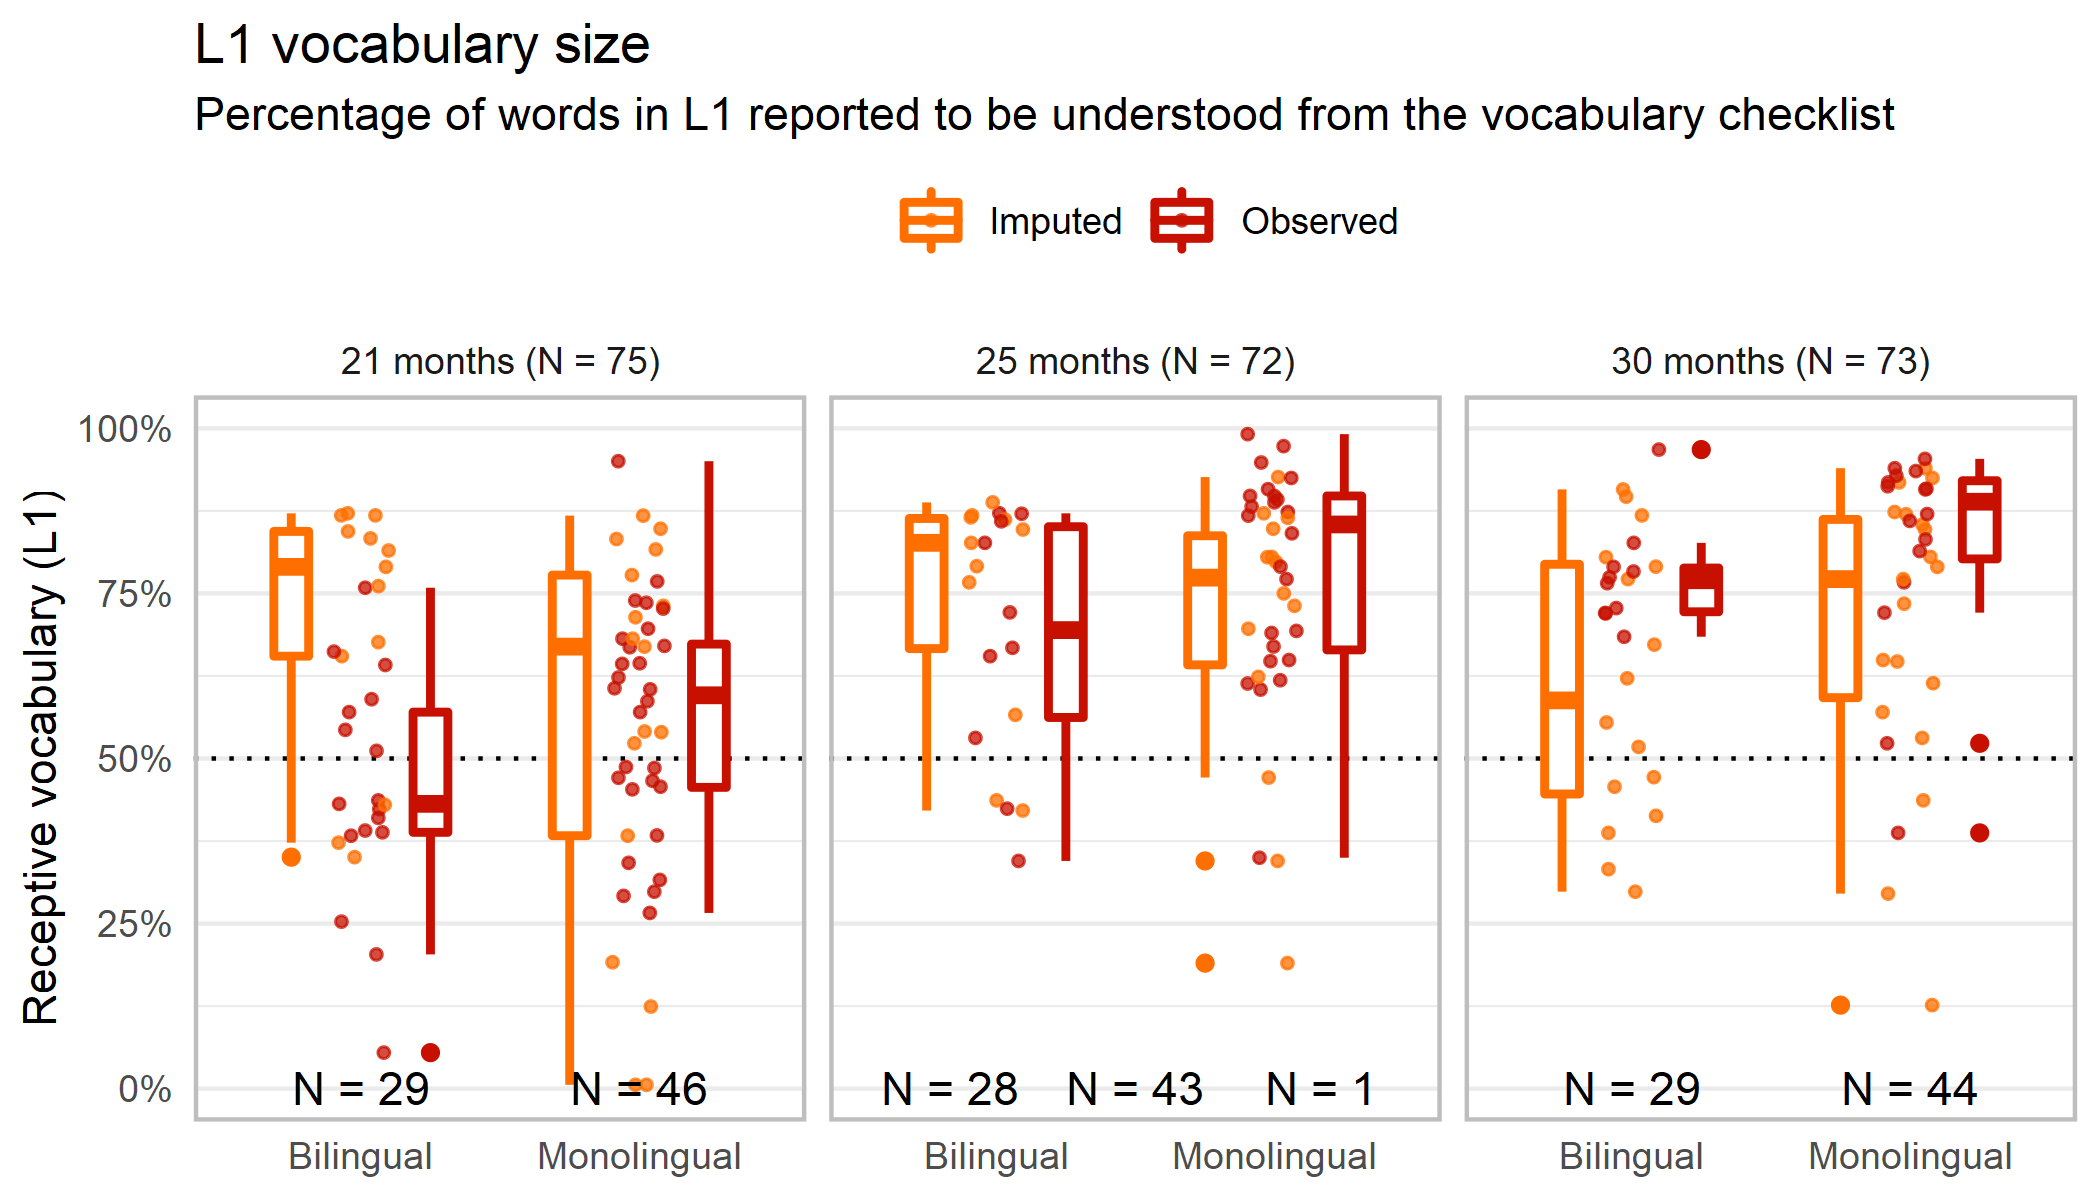 L1 vocabulary size
Percentage of words in L1 reported to be understood from the vocabulary checklist
Imputed
Observed
21 months (N = 75)
25 months (N = 72)
30 months (N = 73)
Receptive vocabulary (L1)
100%
75%
50%
25%
0%
N = 29
N = 46
N = 28
N = 43
N = 1
N = 29
N = 44
Bilingual
Monolingual
Bilingual
Monolingual
Bilingual
Monolingual